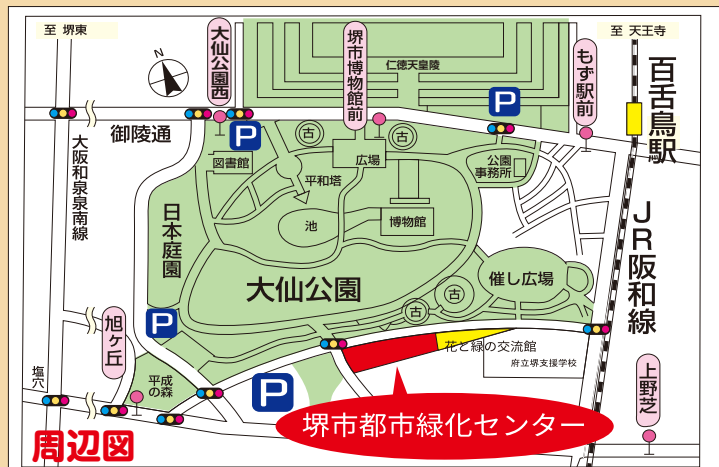 至 堺東
至 天王寺
N
大仙公園西
堺市博物館前
仁徳天皇陵
もず駅前
百舌鳥駅
P
御陵通
P
古
古
大阪和泉泉南線
図書館
広場
公園
事務所
平和塔
日本庭園
池
博物館
JR阪和線
大仙公園
催し広場
古
古
旭ヶ丘
P
花と緑の交流館
府立堺支援学校
塩穴
平成の森
P
上野芝
堺市都市緑化センター
周辺図